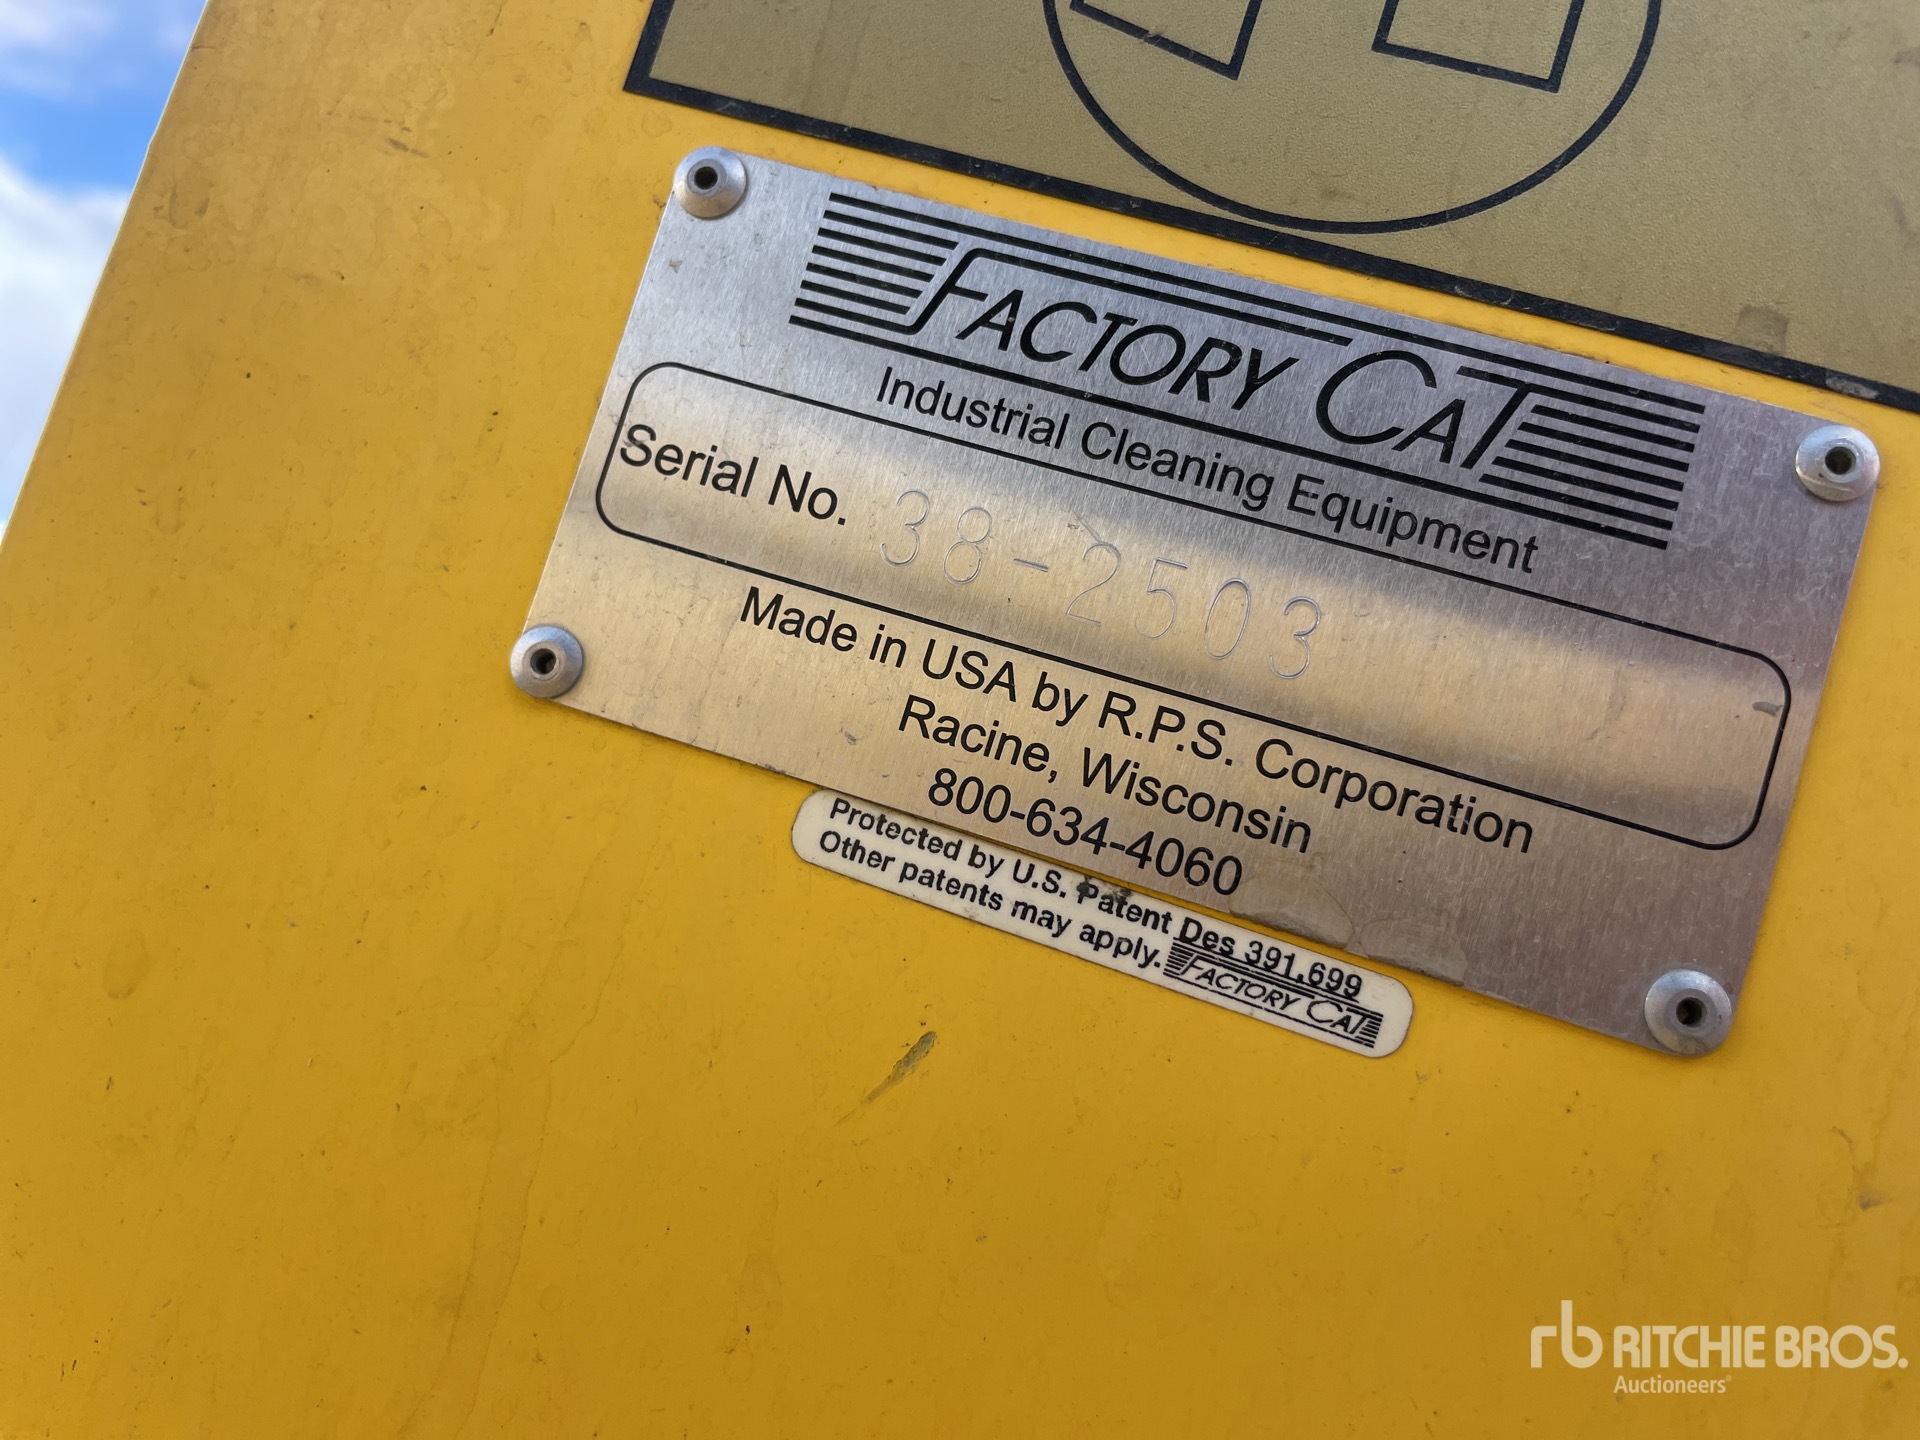 FACTORY CAT
Industrial Cleaning Equipment
Serial No. 38-2503
Made in USA by R.P.S. Corporation
Racine, Wisconsin
800-634-4060
Protected by U.S. Patent Des 391,699
Other patents may apply. FACTORY CAT
rb RITCHIE BROS.
Auctioneers